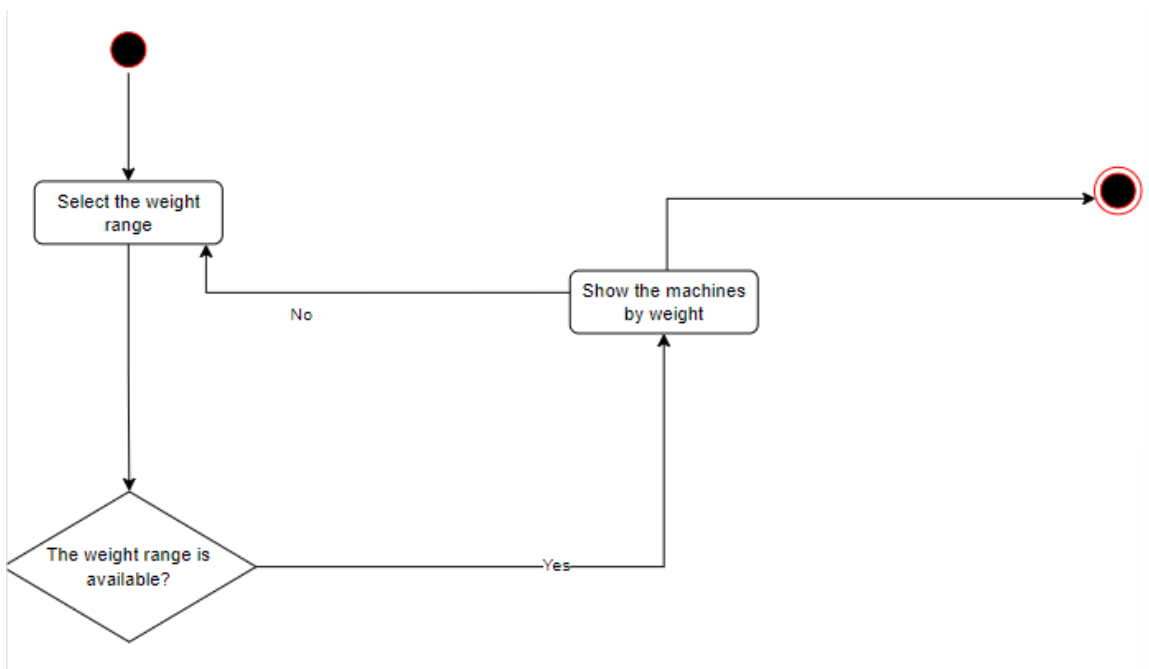 Select the weight
range
Show the machines
by weight
No
The weight range is
available?
Yes